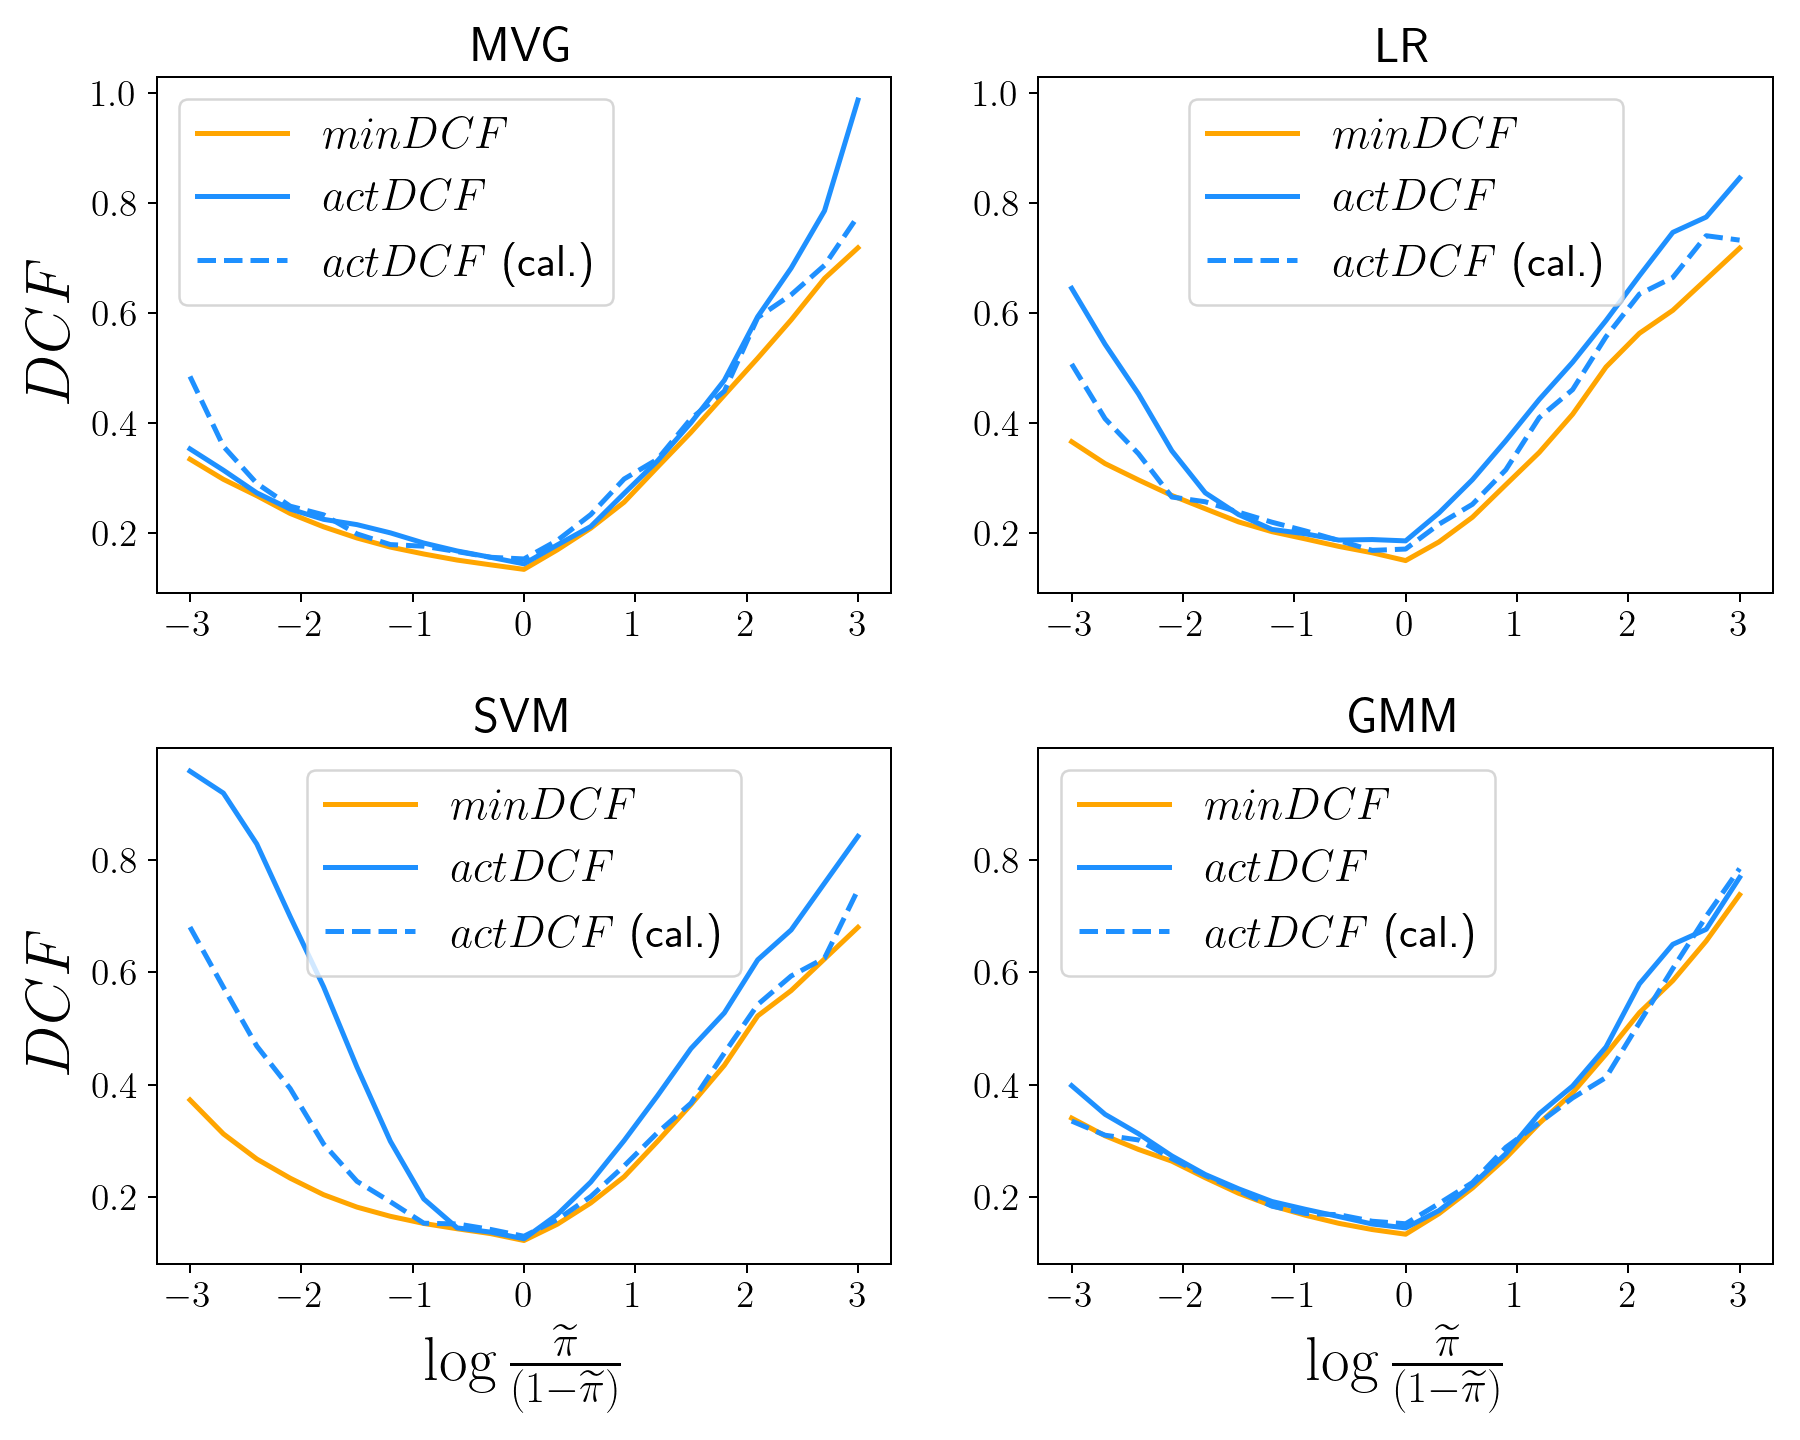 MVG
1.0
0.8
0.6
0.4
0.2
DCF
minDCF
actDCF
actDCF (cal.)
−3 −2 −1 0 1 2 3
LR
1.0
0.8
0.6
0.4
0.2
minDCF
actDCF
actDCF (cal.)
−3 −2 −1 0 1 2 3
SVM
0.8
0.6
0.4
0.2
DCF
minDCF
actDCF
actDCF (cal.)
−3 −2 −1 0 1 2 3
log π̃/(1−π̃)
GMM
0.8
0.6
0.4
0.2
minDCF
actDCF
actDCF (cal.)
−3 −2 −1 0 1 2 3
log π̃/(1−π̃)